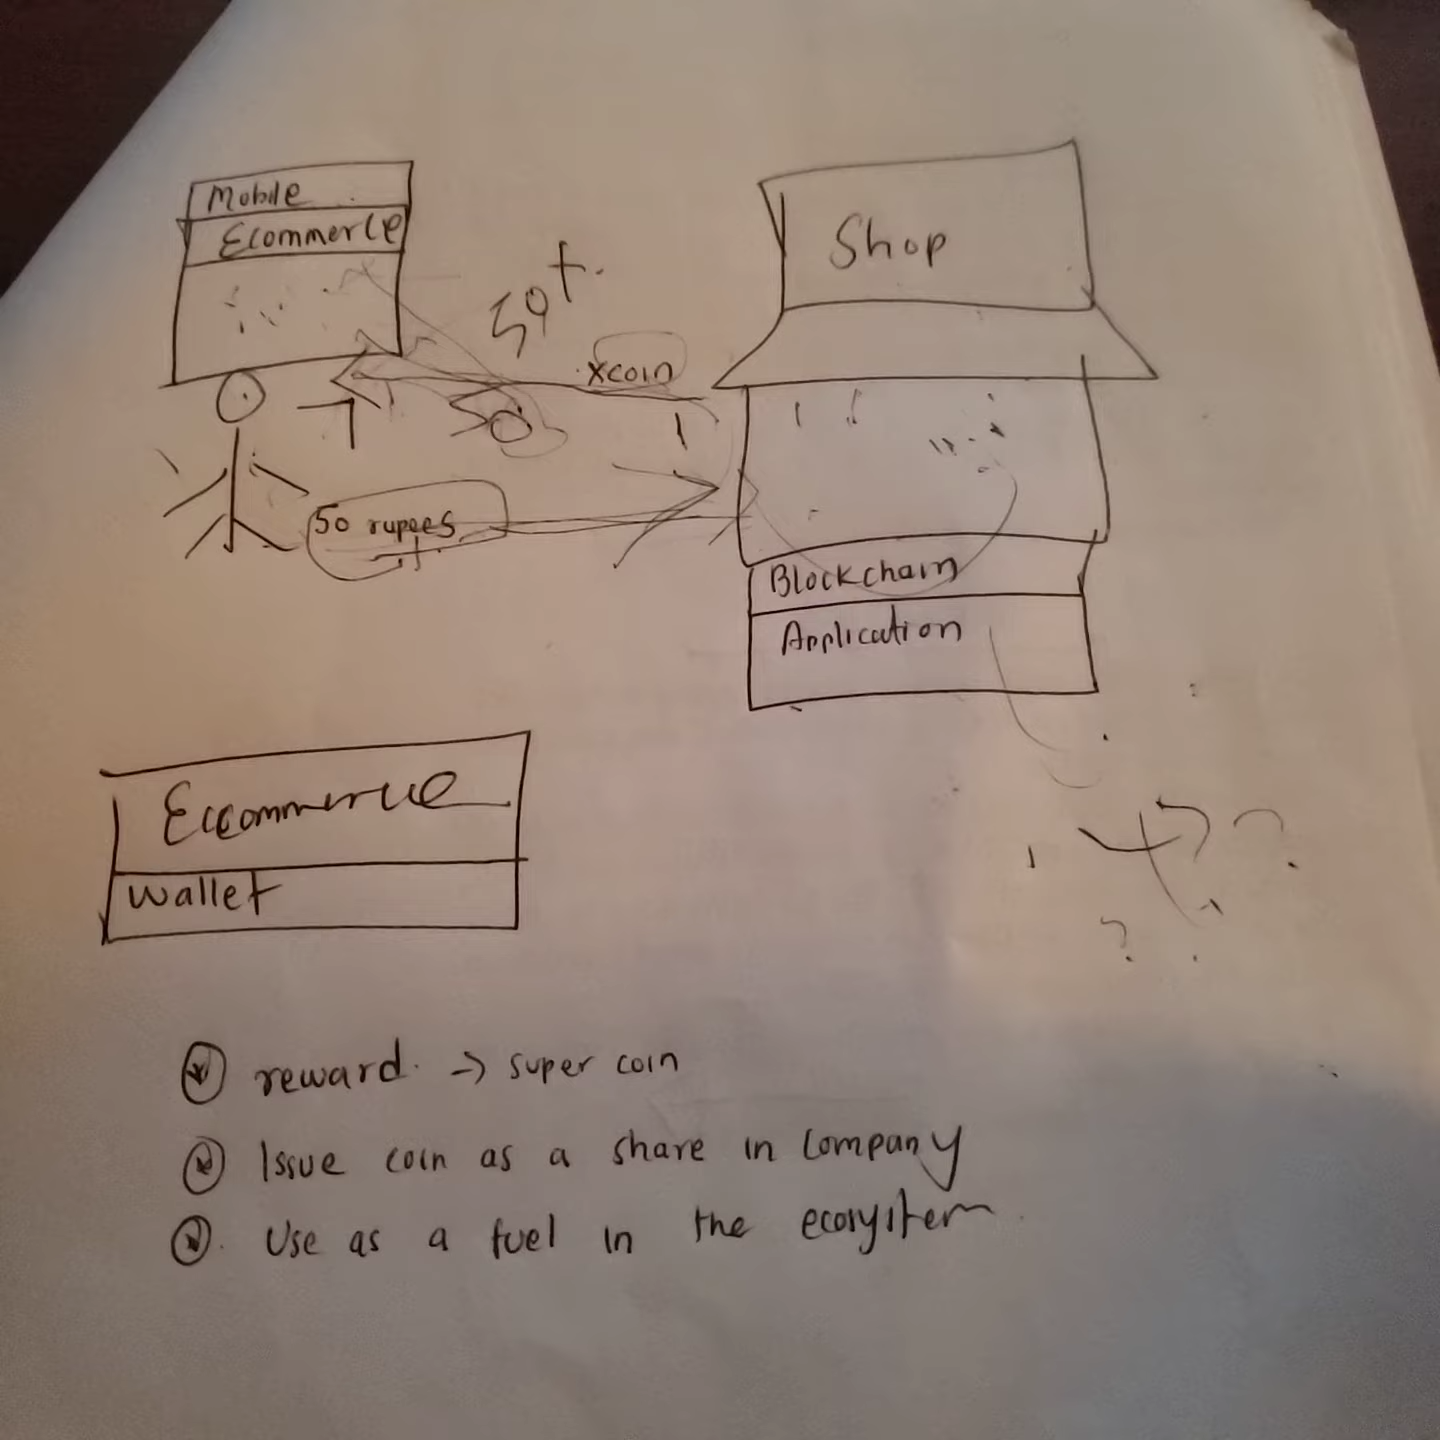 Mobile
Ecommerce
Shop
xcoin
50
50 rupees
Blockchain
Application
Eccommerce
Wallet
reward. → super coin
Issue coin as a share in Company
Use as a fuel in the ecosystem
? ?
?